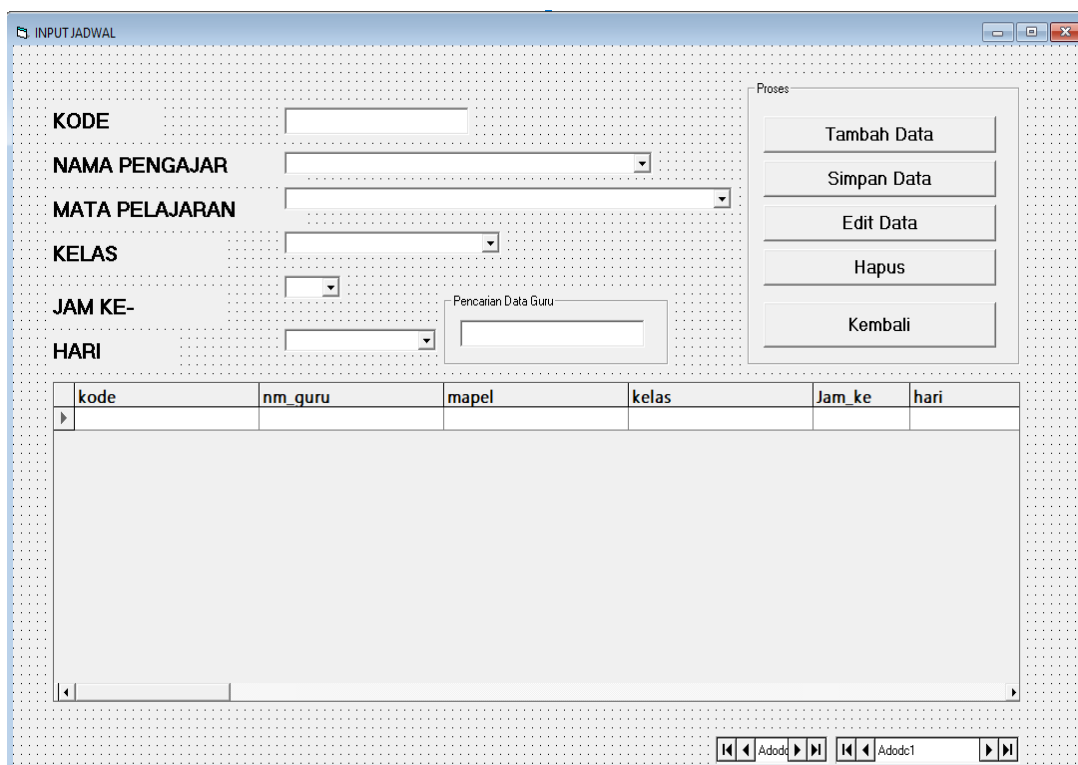 INPUT JADWAL
Proses
KODE
Tambah Data
NAMA PENGAJAR
Simpan Data
MATA PELAJARAN
Edit Data
KELAS
Hapus
JAM KE-
Pencarian Data Guru
Kembali
HARI
kode nm_guru mapel kelas Jam_ke hari
Adodc Adodc1